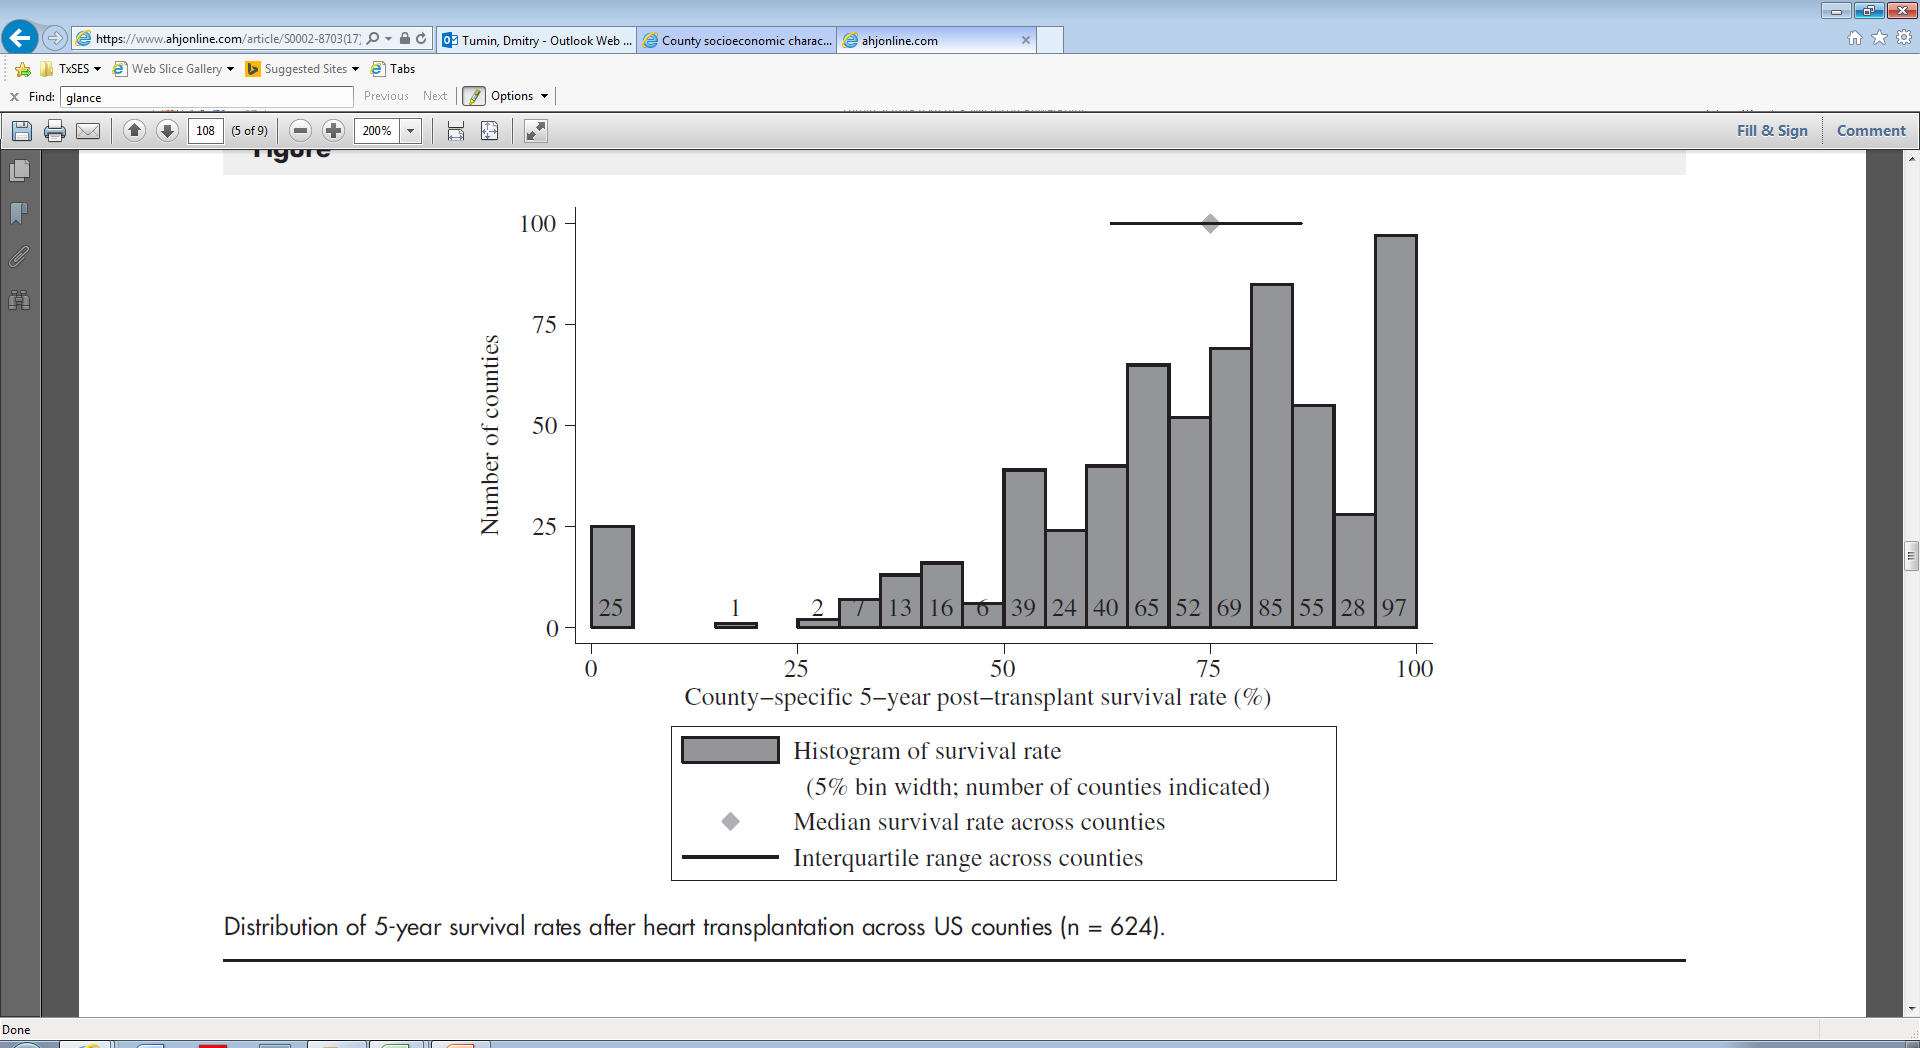 https://www.ahjonline.com/article/S0002-8703(17)
Tumin, Dmitry - Outlook Web ...
County socioeconomic charac...
ahjonline.com
TxSES
Web Slice Gallery
Suggested Sites
Tabs
Find: glance Previous Next Options
108 (5 of 9) 200% Fill & Sign Comment
Figure
100
75
50
25
0
Number of counties
25 1 2 7 13 16 6 39 24 40 65 52 69 85 55 28 97
0 25 50 75 100
County–specific 5–year post–transplant survival rate (%)
Histogram of survival rate
(5% bin width; number of counties indicated)
Median survival rate across counties
Interquartile range across counties
Distribution of 5-year survival rates after heart transplantation across US counties (n = 624).
Done